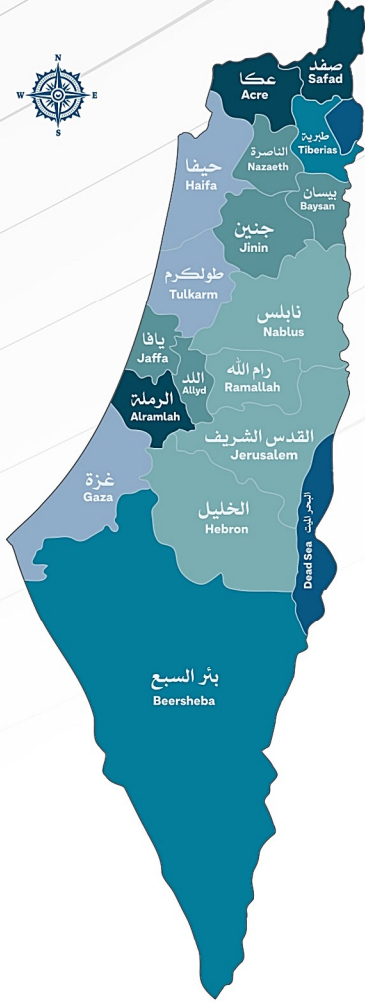 N
W
E
S
صفد
Safad
عكا
Acre
طبرية
Tiberias
الناصرة
Nazaeth
حيفا
Haifa
بيسان
Baysan
جنين
Jinin
طولكرم
Tulkarm
نابلس
Nablus
يافا
Jaffa
اللد
Allyd
رام الله
Ramallah
الرملة
Alramlah
القدس الشريف
Jerusalem
غزة
Gaza
الخليل
Hebron
البحر الميت
Dead Sea
بئر السبع
Beersheba